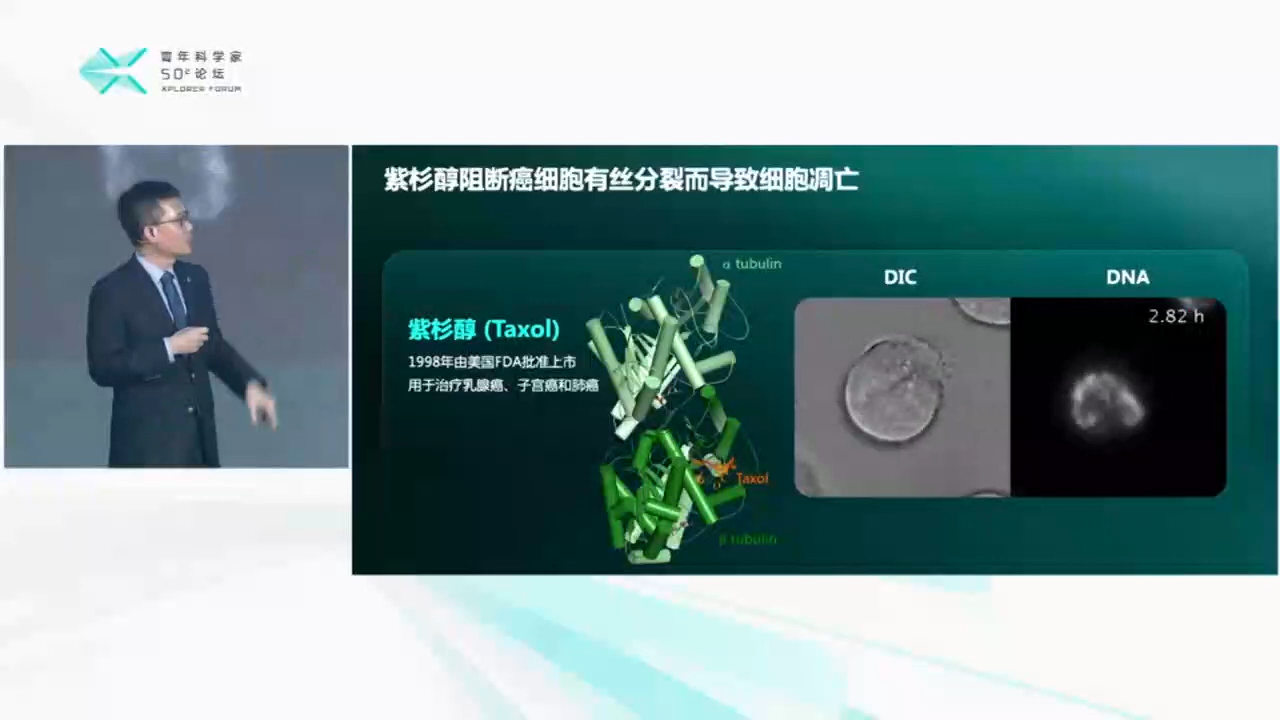 青年科学家
50²论坛
XPLORER FORUM
紫杉醇阻断癌细胞有丝分裂而导致细胞凋亡
α tubulin
DIC
DNA
2.82 h
紫杉醇 (Taxol)
1998年由美国FDA批准上市
用于治疗乳腺癌、子宫癌和肺癌
Taxol
β tubulin